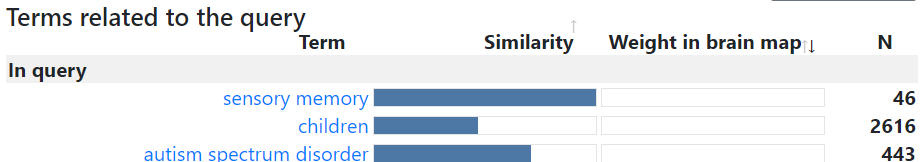 Terms related to the query
Term Similarity Weight in brain map N
In query
sensory memory 46
children 2616
autism spectrum disorder 443